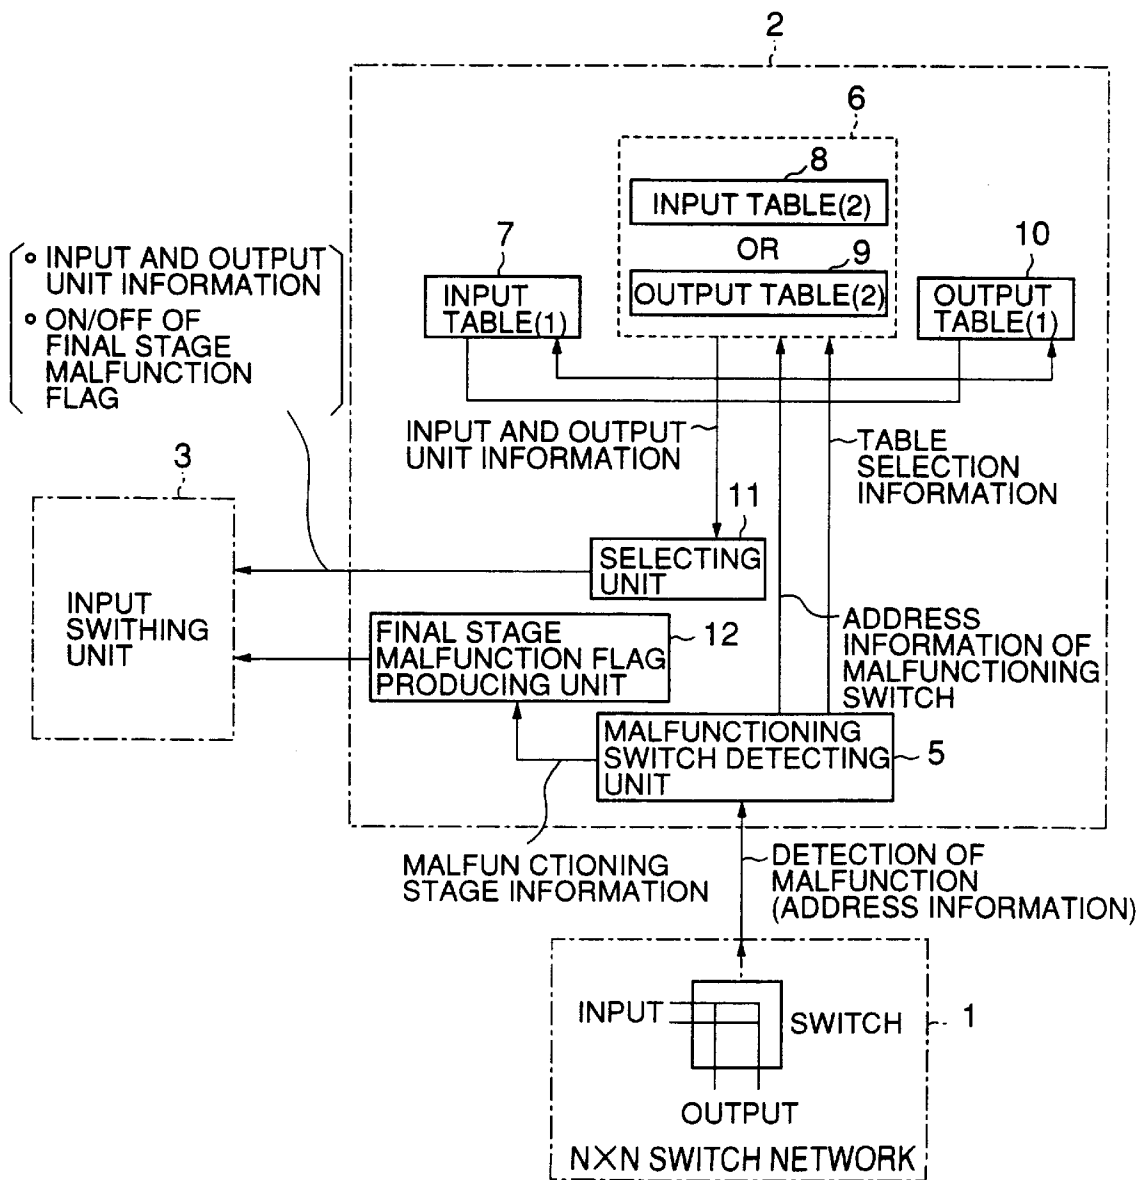 2
6
8
INPUT TABLE(2)
OR
9
OUTPUT TABLE(2)
7
INPUT
TABLE(1)
10
OUTPUT
TABLE(1)
∘ INPUT AND OUTPUT
UNIT INFORMATION
∘ ON/OFF OF
FINAL STAGE
MALFUNCTION
FLAG
INPUT AND OUTPUT
UNIT INFORMATION
TABLE
SELECTION
INFORMATION
3
INPUT
SWITHING
UNIT
11
SELECTING
UNIT
12
FINAL STAGE
MALFUNCTION FLAG
PRODUCING UNIT
ADDRESS
INFORMATION OF
MALFUNCTIONING
SWITCH
MALFUNCTIONING
SWITCH DETECTING
UNIT
5
MALFUN CTIONING
STAGE INFORMATION
DETECTION OF
MALFUNCTION
(ADDRESS INFORMATION)
INPUT
SWITCH
1
OUTPUT
N×N SWITCH NETWORK